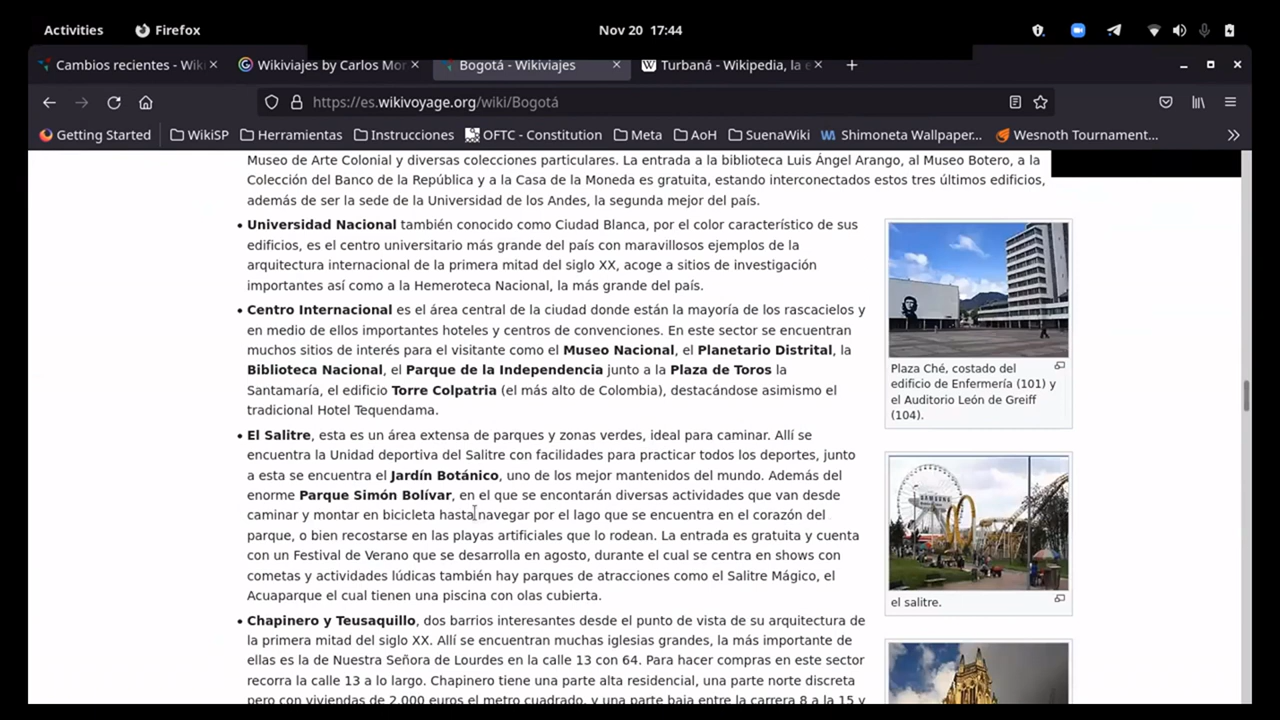 Activities
Firefox
Nov 20 17:44
Cambios recientes - Wiki
Wikiviajes by Carlos Mor
Bogotá - Wikiviajes
Turbaná - Wikipedia, la e
https://es.wikivoyage.org/wiki/Bogotá
Getting Started
WikiSP
Herramientas
Instrucciones
OFTC - Constitution
Meta
AoH
SuenaWiki
Shimoneta Wallpaper...
Wesnoth Tournament...
Museo de Arte Colonial y diversas colecciones particulares. La entrada a la biblioteca Luis Ángel Arango, al Museo Botero, a la
Colección del Banco de la República y a la Casa de la Moneda es gratuita, estando interconectados estos tres últimos edificios,
además de ser la sede de la Universidad de los Andes, la segunda mejor del país.
• Universidad Nacional también conocido como Ciudad Blanca, por el color característico de sus
edificios, es el centro universitario más grande del país con maravillosos ejemplos de la
arquitectura internacional de la primera mitad del siglo XX, acoge a sitios de investigación
importantes así como a la Hemeroteca Nacional, la más grande del país.
• Centro Internacional es el área central de la ciudad donde están la mayoría de los rascacielos y
en medio de ellos importantes hoteles y centros de convenciones. En este sector se encuentran
muchos sitios de interés para el visitante como el Museo Nacional, el Planetario Distrital, la
Biblioteca Nacional, el Parque de la Independencia junto a la Plaza de Toros la
Santamaría, el edificio Torre Colpatria (el más alto de Colombia), destacándose asimismo el
tradicional Hotel Tequendama.
• El Salitre, esta es un área extensa de parques y zonas verdes, ideal para caminar. Allí se
encuentra la Unidad deportiva del Salitre con facilidades para practicar todos los deportes, junto
a esta se encuentra el Jardín Botánico, uno de los mejor mantenidos del mundo. Además del
enorme Parque Simón Bolívar, en el que se encontarán diversas actividades que van desde
caminar y montar en bicicleta hasta navegar por el lago que se encuentra en el corazón del
parque, o bien recostarse en las playas artificiales que lo rodean. La entrada es gratuita y cuenta
con un Festival de Verano que se desarrolla en agosto, durante el cual se centra en shows con
cometas y actividades lúdicas también hay parques de atracciones como el Salitre Mágico, el
Acuaparque el cual tienen una piscina con olas cubierta.
• Chapinero y Teusaquillo, dos barrios interesantes desde el punto de vista de su arquitectura de
la primera mitad del siglo XX. Allí se encuentran muchas iglesias grandes, la más importante de
ellas es la de Nuestra Señora de Lourdes en la calle 13 con 64. Para hacer compras en este sector
recorra la calle 13 a lo largo. Chapinero tiene una parte alta residencial, una parte norte discreta
pero con viviendas de 2.000 euros el metro cuadrado, y una parte baja entre la carrera 8 a la 15 y
Plaza Ché, costado del
edificio de Enfermería (101) y
el Auditorio León de Greiff
(104).
SAMSUNG
el salitre.